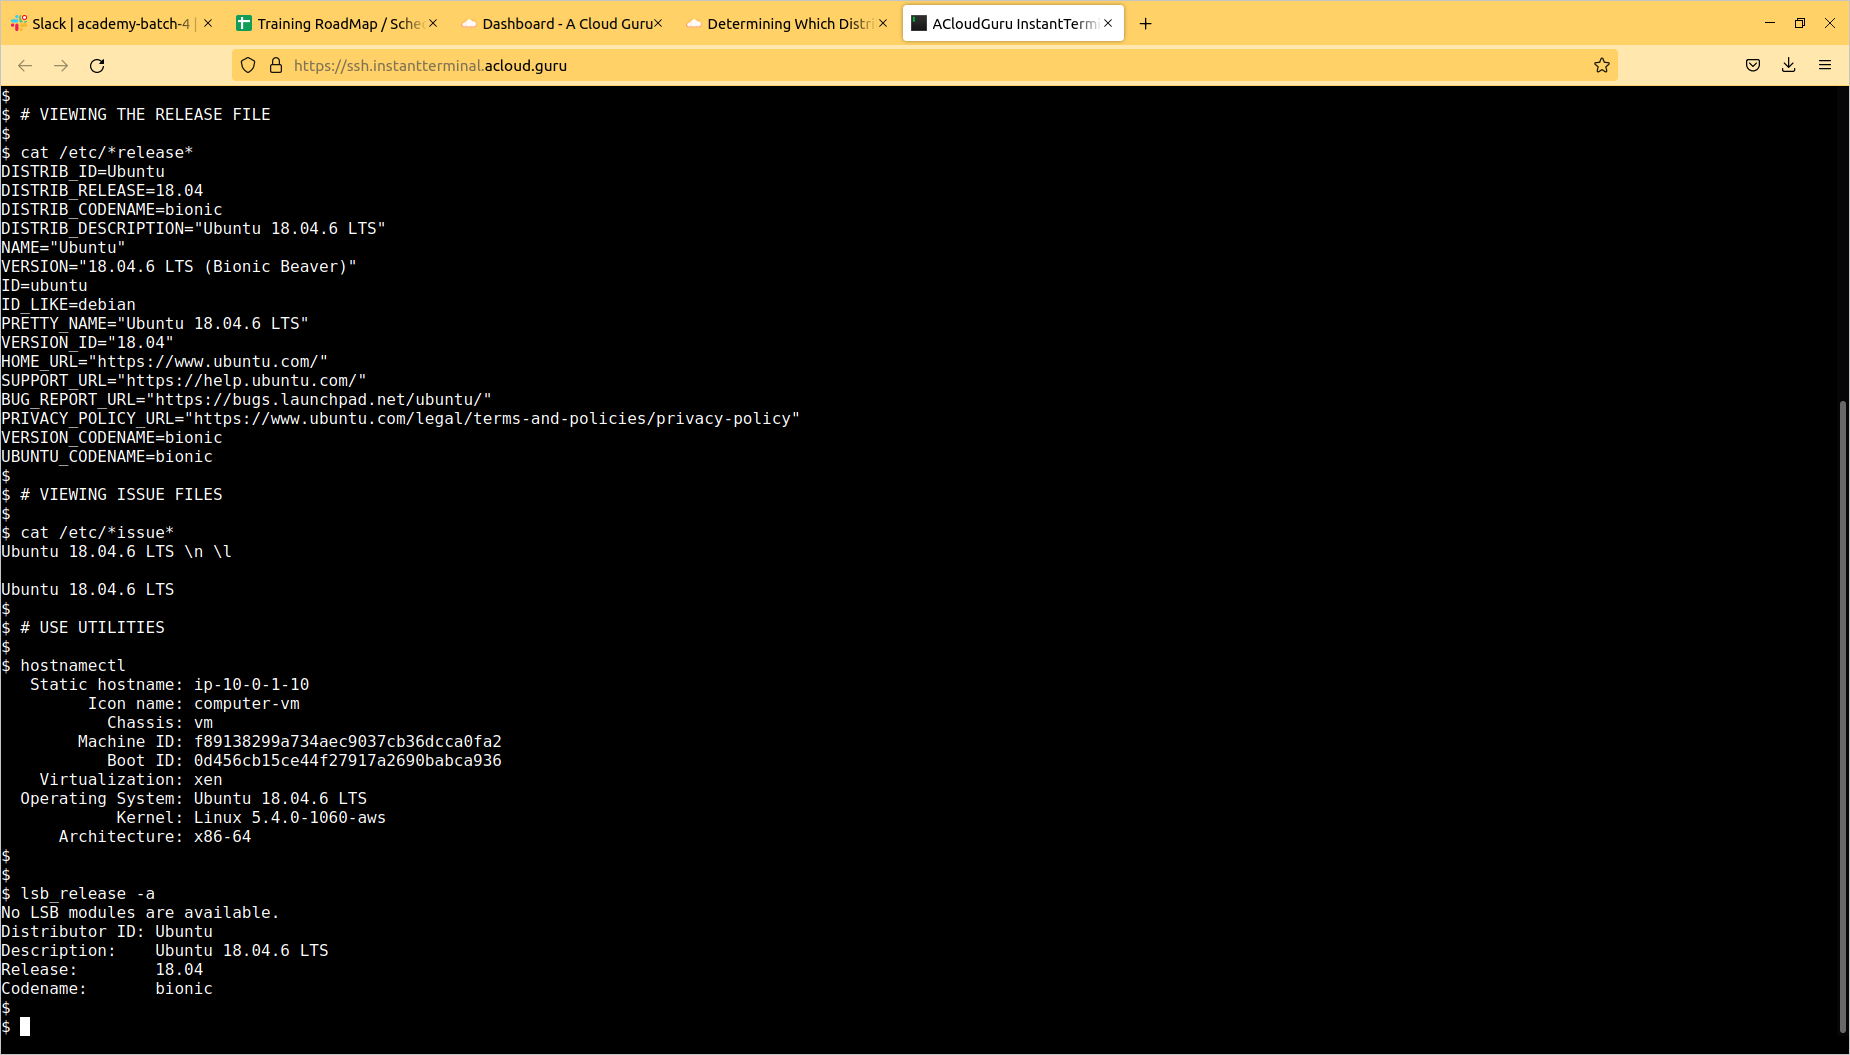 Slack | academy-batch-4 |
Training RoadMap / Sche
Dashboard - A Cloud Guru
Determining Which Distri
ACloudGuru InstantTermi
https://ssh.instantterminal.acloud.guru
$
$ # VIEWING THE RELEASE FILE
$
$ cat /etc/*release*
DISTRIB_ID=Ubuntu
DISTRIB_RELEASE=18.04
DISTRIB_CODENAME=bionic
DISTRIB_DESCRIPTION="Ubuntu 18.04.6 LTS"
NAME="Ubuntu"
VERSION="18.04.6 LTS (Bionic Beaver)"
ID=ubuntu
ID_LIKE=debian
PRETTY_NAME="Ubuntu 18.04.6 LTS"
VERSION_ID="18.04"
HOME_URL="https://www.ubuntu.com/"
SUPPORT_URL="https://help.ubuntu.com/"
BUG_REPORT_URL="https://bugs.launchpad.net/ubuntu/"
PRIVACY_POLICY_URL="https://www.ubuntu.com/legal/terms-and-policies/privacy-policy"
VERSION_CODENAME=bionic
UBUNTU_CODENAME=bionic
$
$ # VIEWING ISSUE FILES
$
$ cat /etc/*issue*
Ubuntu 18.04.6 LTS \n \l

Ubuntu 18.04.6 LTS
$
$ # USE UTILITIES
$
$ hostnamectl
   Static hostname: ip-10-0-1-10
         Icon name: computer-vm
           Chassis: vm
        Machine ID: f89138299a734aec9037cb36dcca0fa2
           Boot ID: 0d456cb15ce44f27917a2690babca936
    Virtualization: xen
  Operating System: Ubuntu 18.04.6 LTS
            Kernel: Linux 5.4.0-1060-aws
      Architecture: x86-64
$
$
$ lsb_release -a
No LSB modules are available.
Distributor ID: Ubuntu
Description:    Ubuntu 18.04.6 LTS
Release:        18.04
Codename:       bionic
$
$